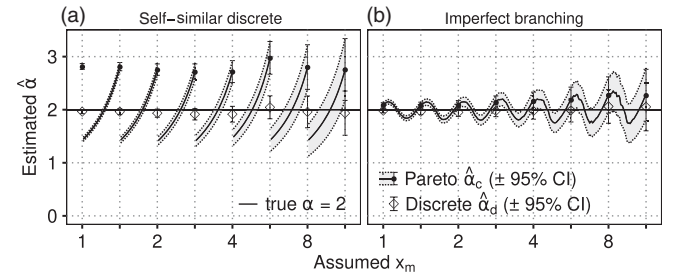 (a) Self−similar discrete
(b) Imperfect branching
Estimated α̂
3
2
1
0
true α = 2
Pareto α̂c (± 95% CI)
Discrete α̂d (± 95% CI)
1 2 4 8
1 2 4 8
Assumed xm